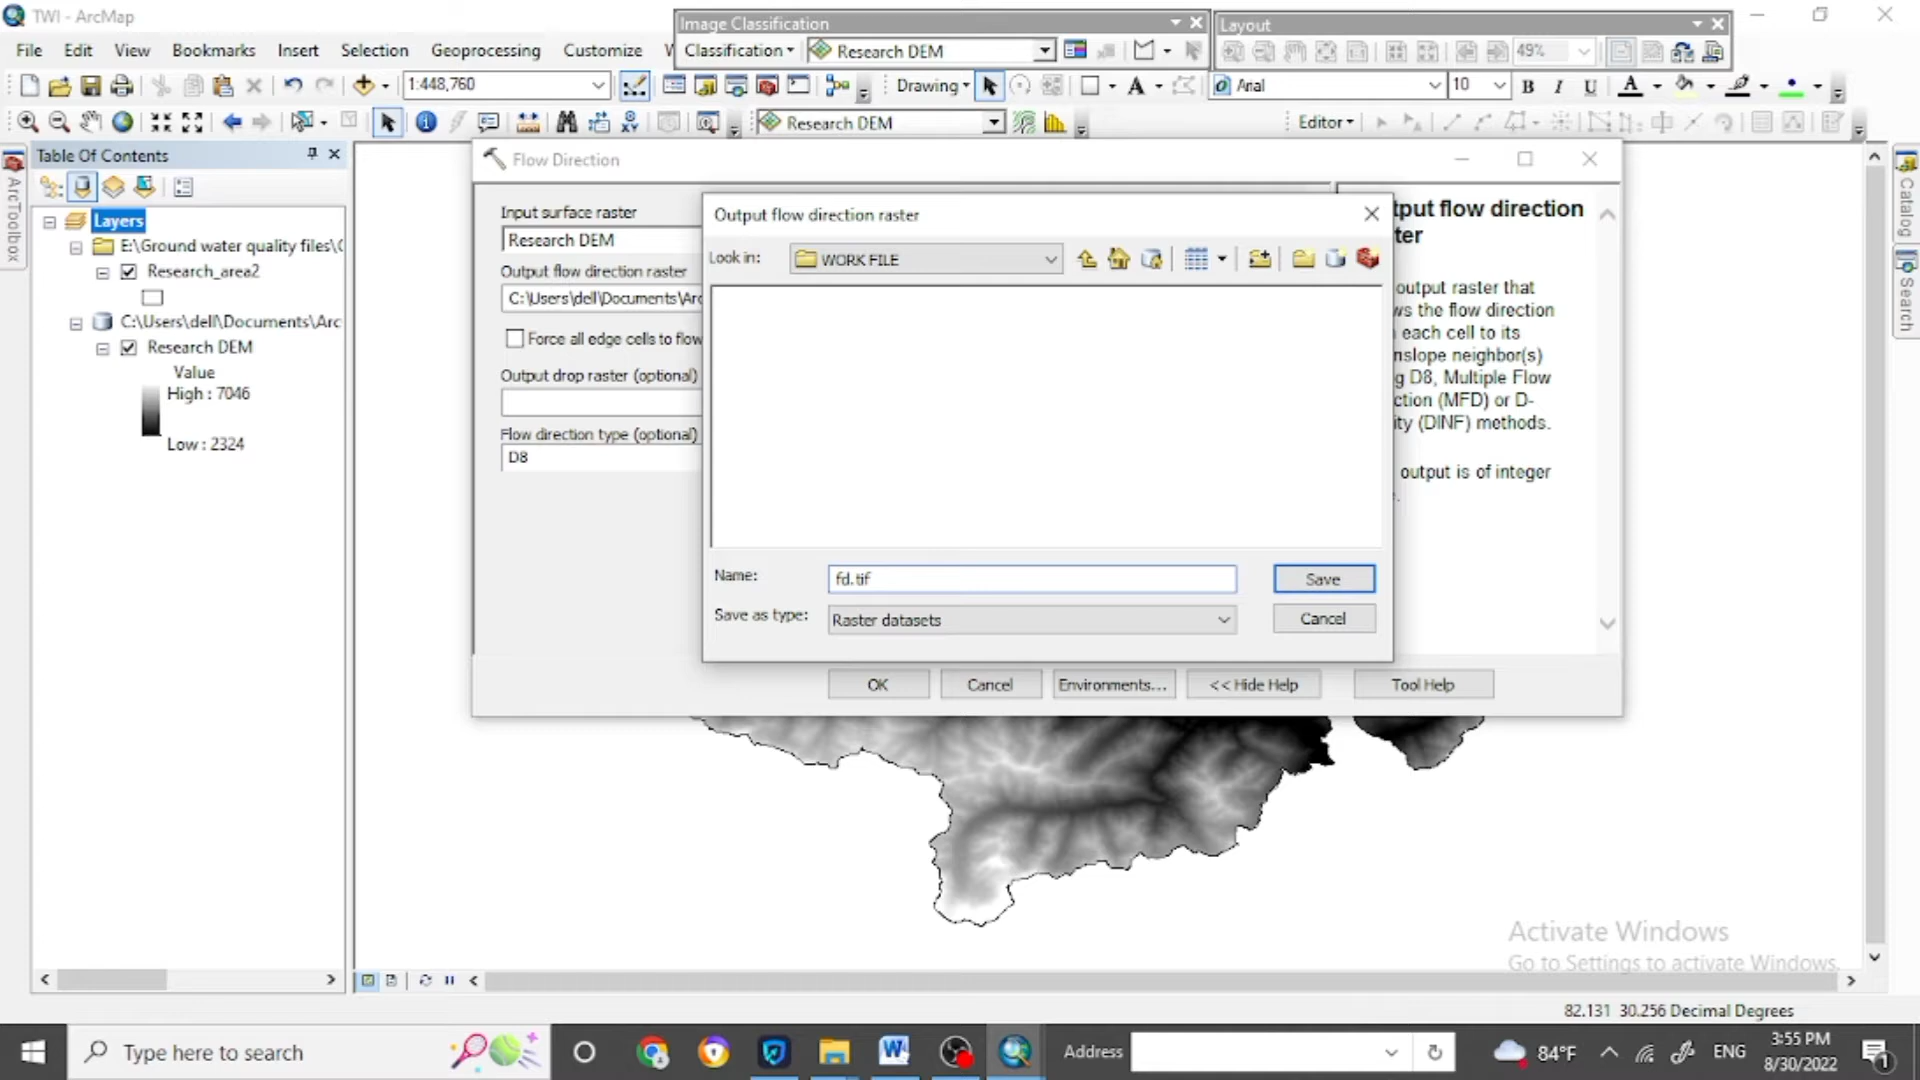 TWI - ArcMap
Image Classification
Layout
File Edit View Bookmarks Insert Selection Geoprocessing Customize
Classification
Research DEM
49%
1:448,760
Drawing
Arial
10
B I U
A
Research DEM
Editor
Table Of Contents
ArcToolbox
Layers
E:\Ground water quality files\
Research_area2
C:\Users\dell\Documents\Arc
Research DEM
Value
High : 7046
Low : 2324
Flow Direction
Input surface raster
Research DEM
Output flow direction raster
C:\Users\dell\Documents\Arc
Force all edge cells to flow
Output drop raster (optional)
Flow direction type (optional)
D8
Output flow direction raster
Look in:
WORK FILE
Name:
fd.tif
Save
Save as type:
Raster datasets
Cancel
tput flow direction
ter
output raster that
ws the flow direction
each cell to its
nslope neighbor(s)
g D8, Multiple Flow
ction (MFD) or D-
ity (DINF) methods.
output is of integer
OK
Cancel
Environments...
<< Hide Help
Tool Help
Catalog
Search
Activate Windows
Go to Settings to activate Windows.
82.131 30.256 Decimal Degrees
Type here to search
Address
84°F
ENG
3:55 PM
8/30/2022
1